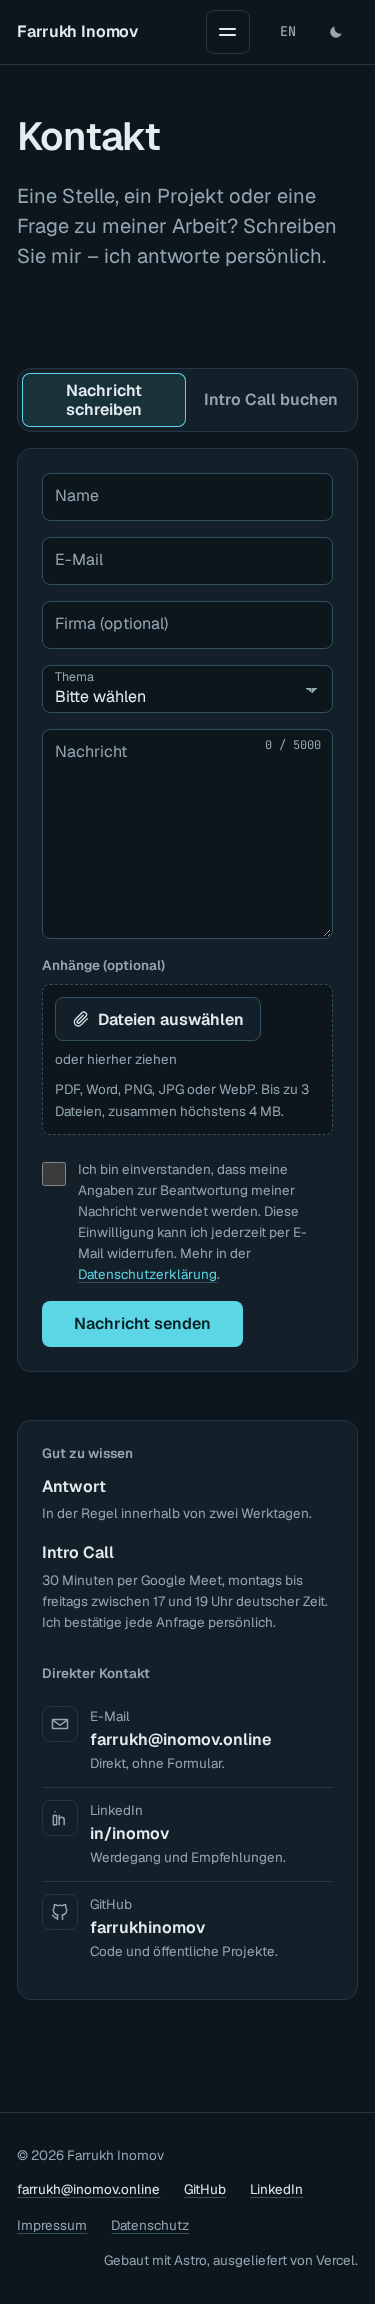 Farrukh Inomov
EN
Kontakt
Eine Stelle, ein Projekt oder eine
Frage zu meiner Arbeit? Schreiben
Sie mir – ich antworte persönlich.
Nachricht
schreiben
Intro Call buchen
Name
E-Mail
Firma (optional)
Thema
Bitte wählen
Nachricht
0 / 5000
Anhänge (optional)
Dateien auswählen
oder hierher ziehen
PDF, Word, PNG, JPG oder WebP. Bis zu 3
Dateien, zusammen höchstens 4 MB.
Ich bin einverstanden, dass meine
Angaben zur Beantwortung meiner
Nachricht verwendet werden. Diese
Einwilligung kann ich jederzeit per E-
Mail widerrufen. Mehr in der
Datenschutzerklärung.
Nachricht senden
Gut zu wissen
Antwort
In der Regel innerhalb von zwei Werktagen.
Intro Call
30 Minuten per Google Meet, montags bis
freitags zwischen 17 und 19 Uhr deutscher Zeit.
Ich bestätige jede Anfrage persönlich.
Direkter Kontakt
E-Mail
farrukh@inomov.online
Direkt, ohne Formular.
in
LinkedIn
in/inomov
Werdegang und Empfehlungen.
GitHub
farrukhinomov
Code und öffentliche Projekte.
© 2026 Farrukh Inomov
farrukh@inomov.online GitHub LinkedIn
Impressum Datenschutz
Gebaut mit Astro, ausgeliefert von Vercel.